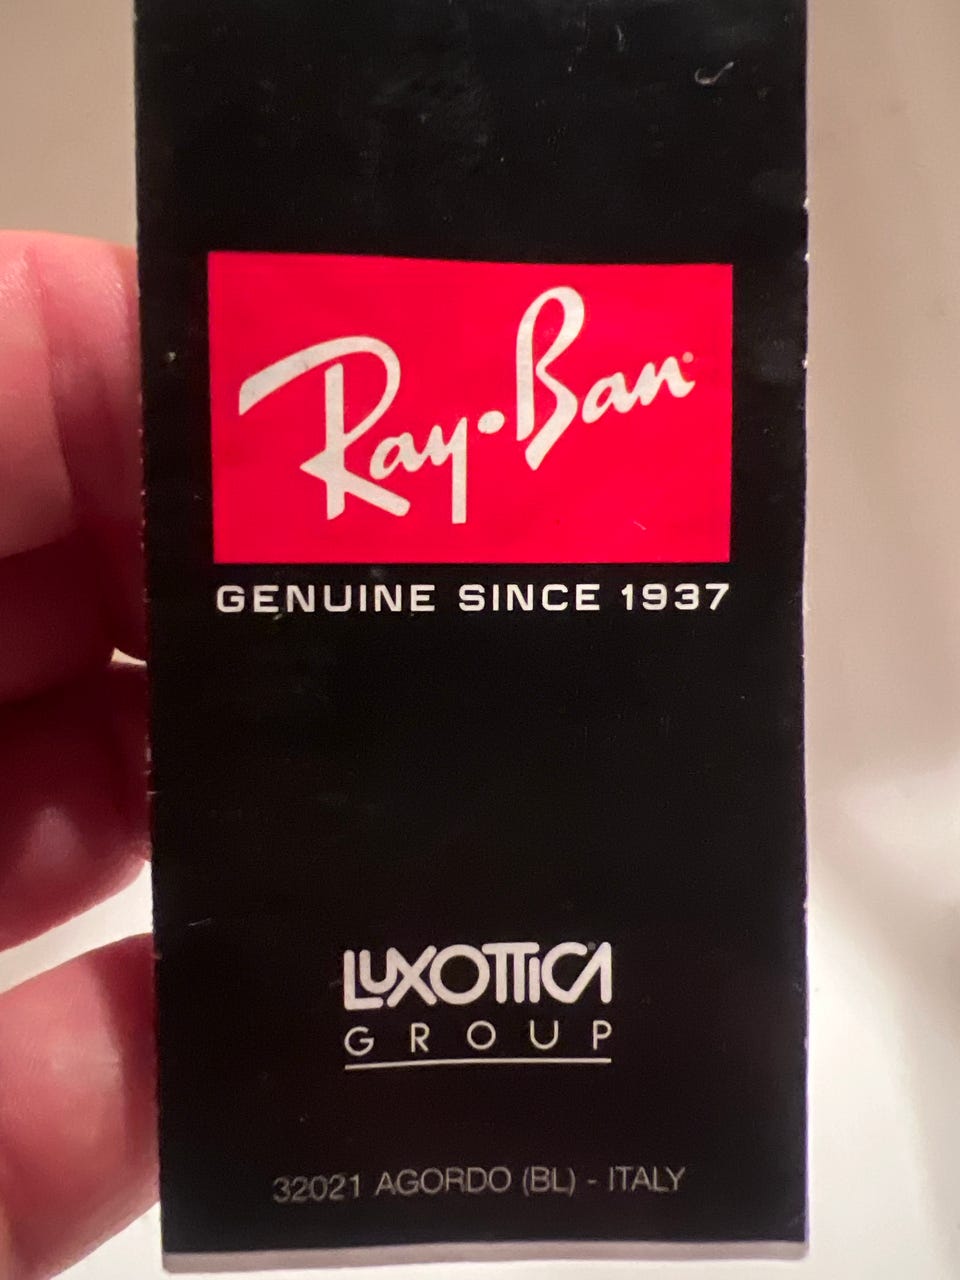 Ray•Ban
GENUINE SINCE 1937
LUXOTTICA
GROUP
32021 AGORDO (BL) - ITALY